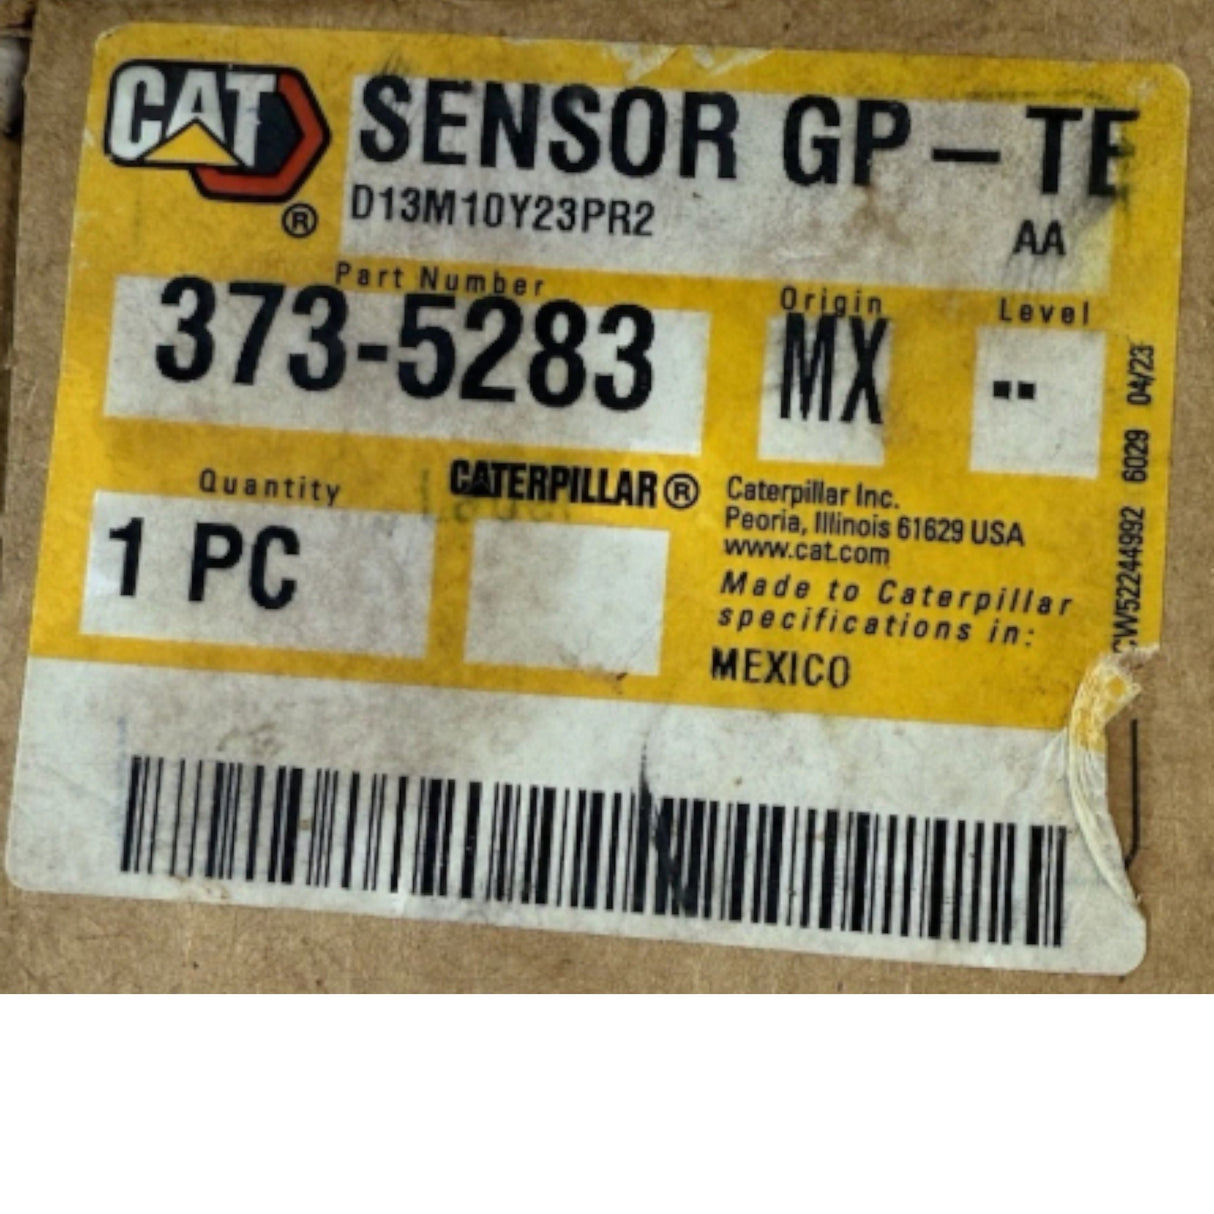 CAT
®
SENSOR GP - TE
D13M10Y23PR2
AA
Part Number
373-5283
Origin
MX
Level
--
Quantity
1 PC
CATERPILLAR®
Caterpillar Inc.
Peoria, Illinois 61629 USA
www.cat.com
Made to Caterpillar
specifications in:
MEXICO
CW52244992 6029 04/23